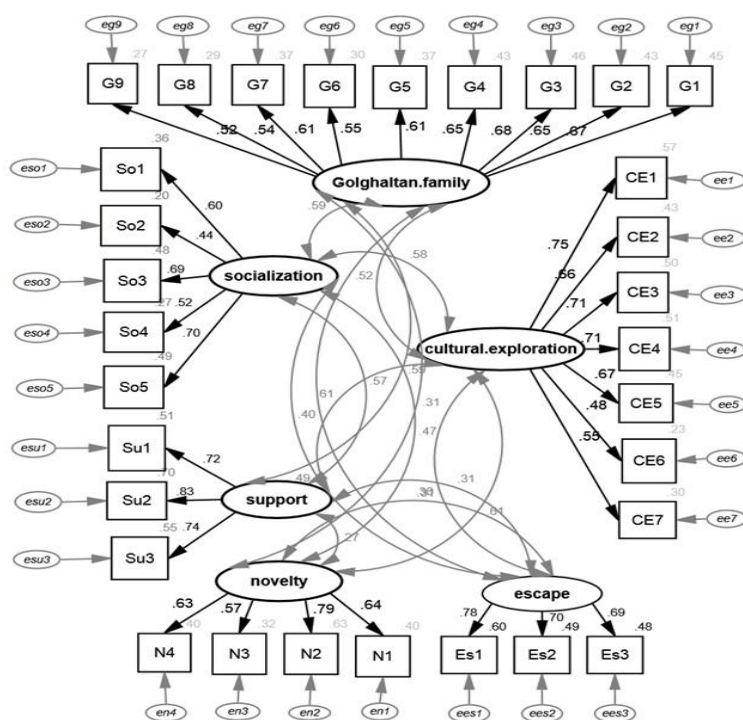 eg9 eg8 eg7 eg6 eg5 eg4 eg3 eg2 eg1
.27 .29 .37 .30 .37 .43 .46 .43 .45
G9 G8 G7 G6 G5 G4 G3 G2 G1
.52 .54 .61 .55 .61 .65 .68 .65 .67
Golghaltan.family
.36
eso1 So1
.20
eso2 So2
.48
eso3 So3
.27
eso4 So4
.49
eso5 So5
.60
.44
.69
.52
.70
socialization
.59
.52
.58
.57
CE1 .57 ee1
CE2 .43 ee2
CE3 .50 ee3
CE4 .51 ee4
CE5 .45 ee5
CE6 .23 ee6
CE7 .30 ee7
.75
.66
.71
.71
.67
.48
.55
cultural.exploration
.59
.61
.40
.31
.47
.51
esu1 Su1
.70
esu2 Su2
.55
esu3 Su3
.72
.83
.74
support
.49
.31
.27
.61
novelty
.63 .57 .79 .64
.40 .32 .63 .40
N4 N3 N2 N1
en4 en3 en2 en1
escape
.78 .70 .69
.60 .49 .48
Es1 Es2 Es3
ees1 ees2 ees3